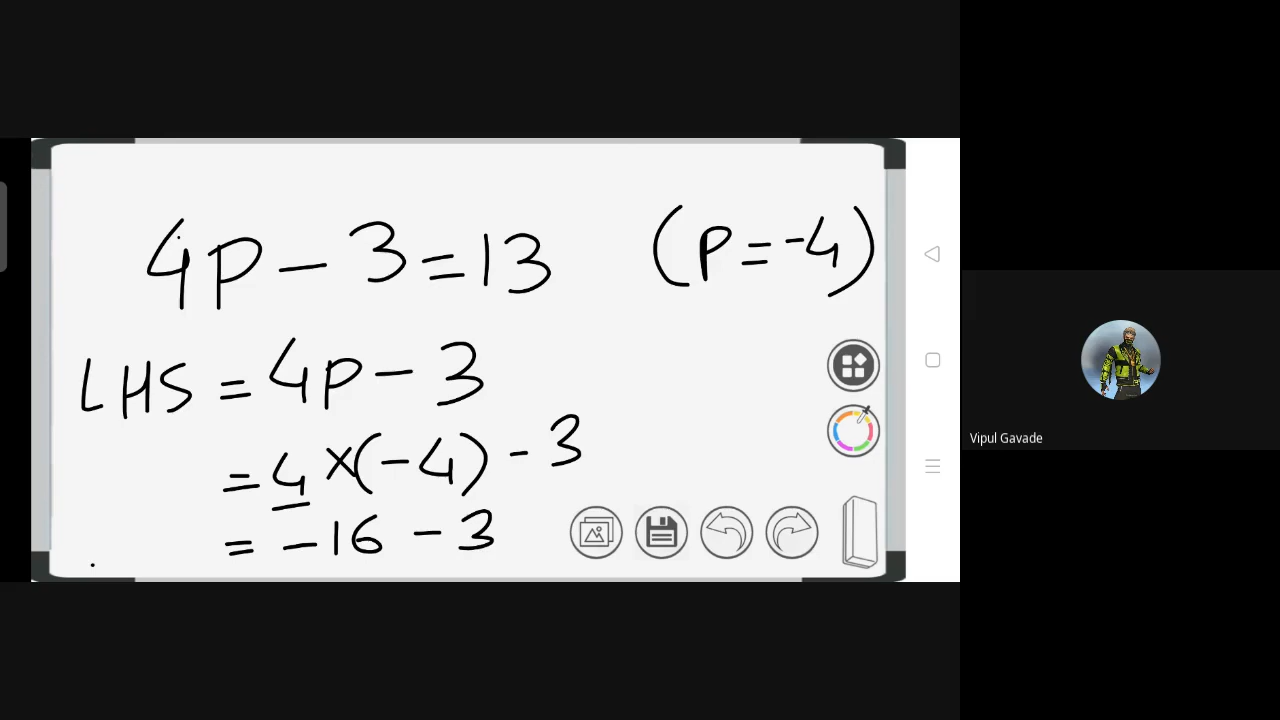 4p - 3 = 13 (p = -4)
LHS = 4p - 3
= 4 ×(-4) - 3
= -16 - 3
Vipul Gavade